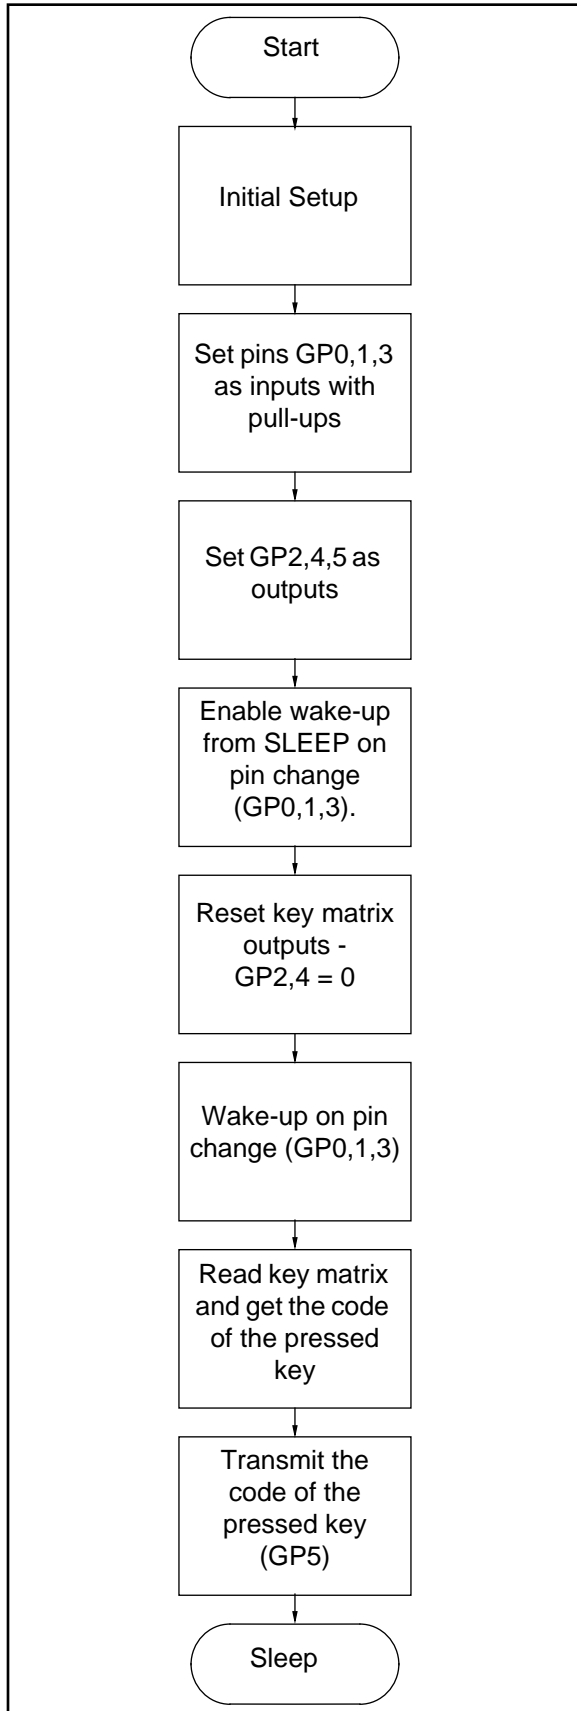 Start
Initial Setup
Set pins GP0,1,3
as inputs with
pull-ups
Set GP2,4,5 as
outputs
Enable wake-up
from SLEEP on
pin change
(GP0,1,3).
Reset key matrix
outputs -
GP2,4 = 0
Wake-up on pin
change (GP0,1,3)
Read key matrix
and get the code
of the pressed
key
Transmit the
code of the
pressed key
(GP5)
Sleep